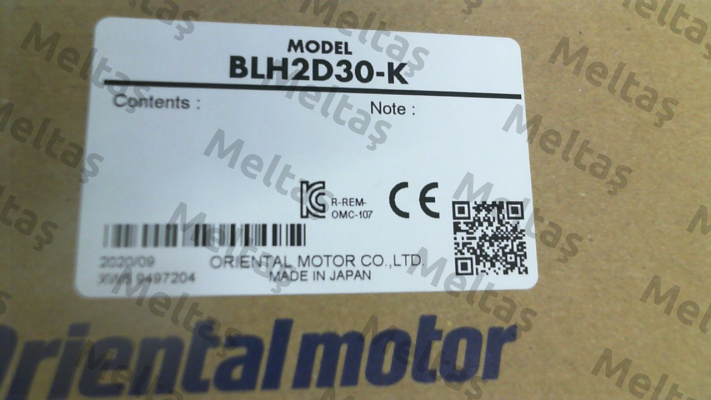 MODEL
BLH2D30-K
Contents :
Note :
R-REM-
OMC-107
CE
2020/09
ORIENTAL MOTOR CO.,LTD.
9497204
MADE IN JAPAN
Orientalmotor
Meltaş